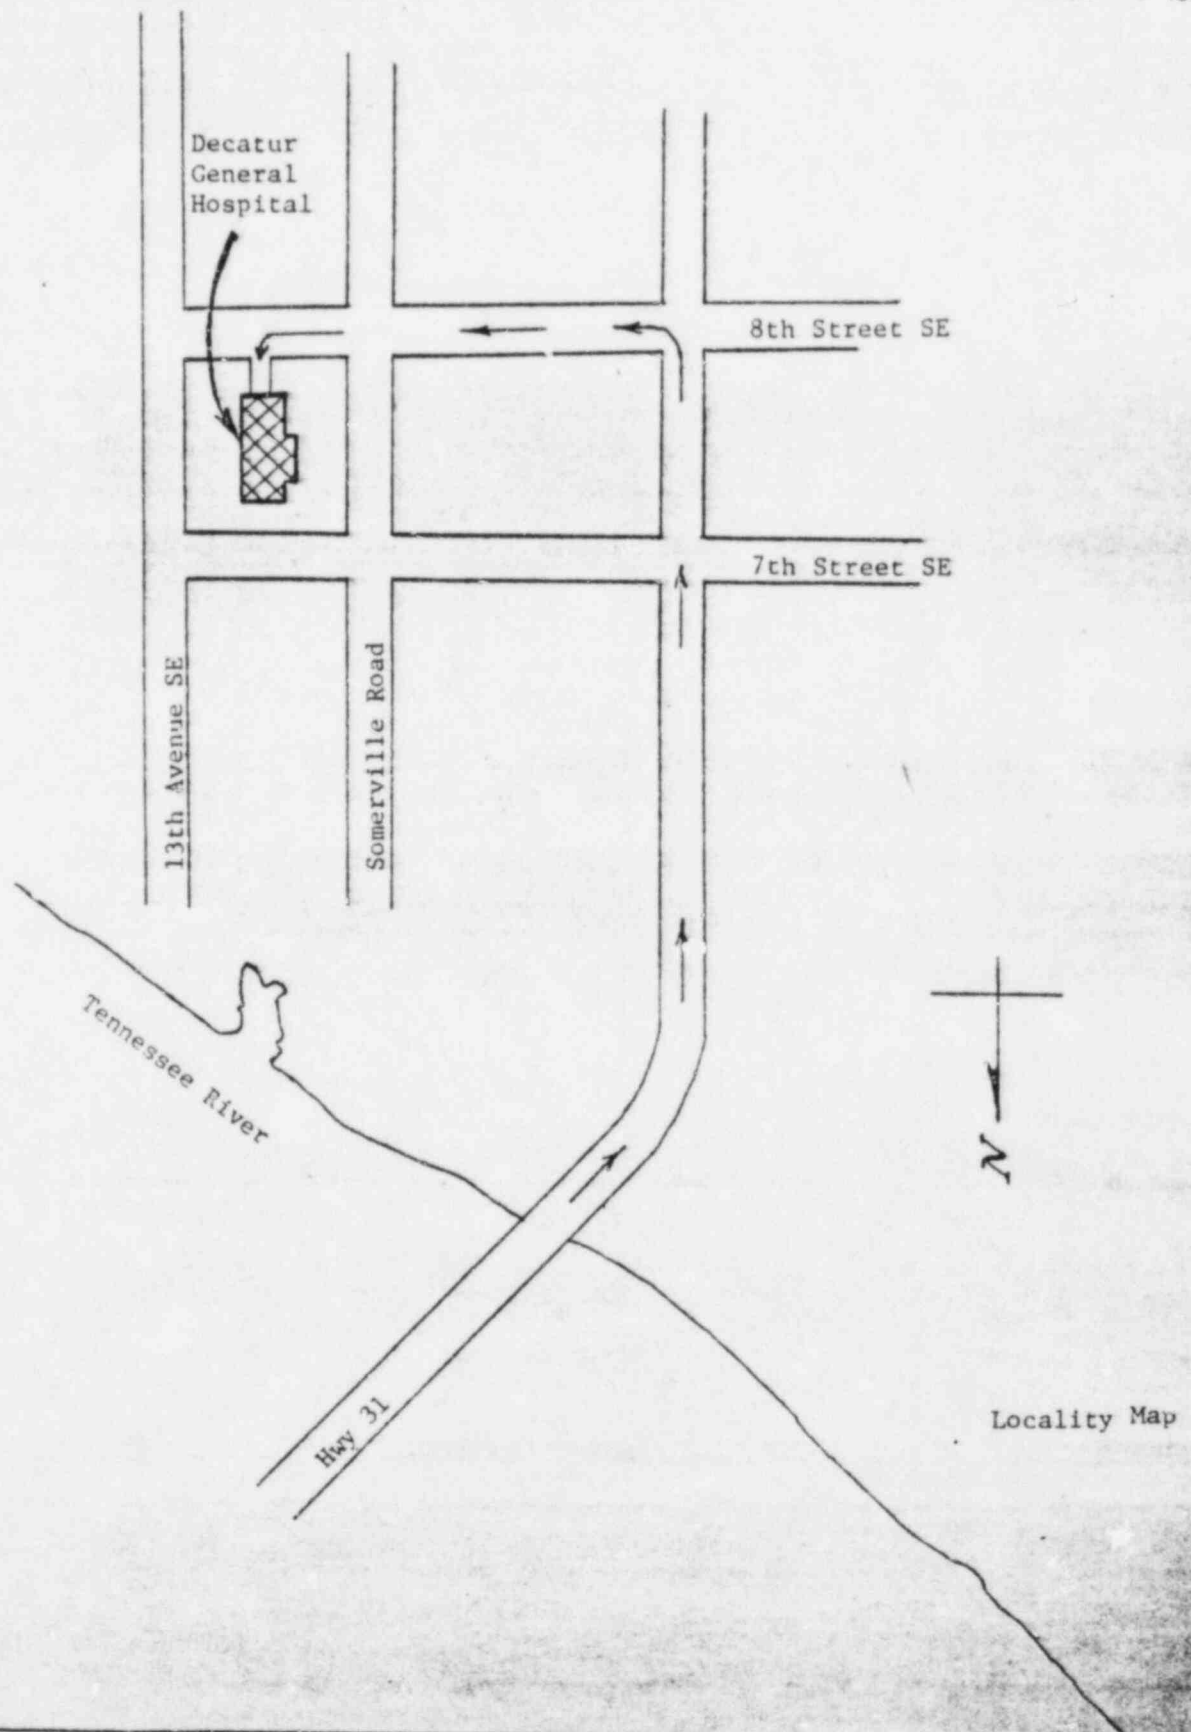 Decatur
General
Hospital
8th Street SE
7th Street SE
13th Avenue SE
Somerville Road
Tennessee River
N
Hwy 31
Locality Map